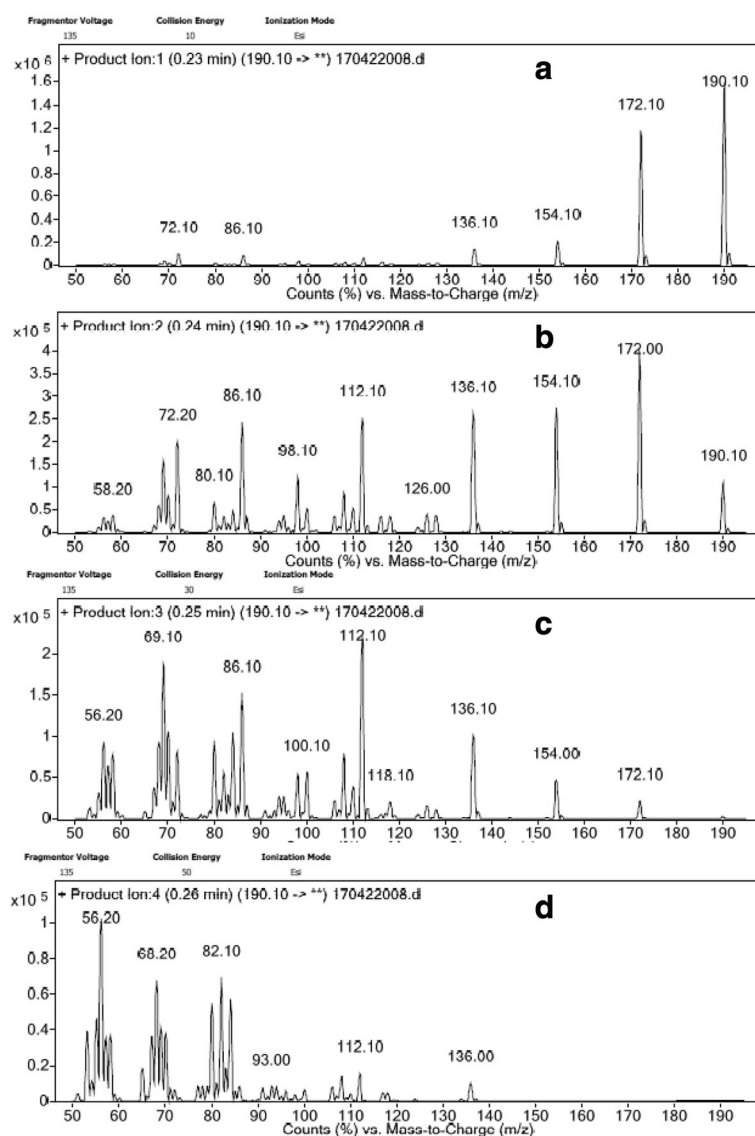 Fragmentor Voltage Collision Energy Ionization Mode
135 10 Esi
x10 6 + Product Ion:1 (0.23 min) (190.10 -> **) 170422008.d
a
1.6
1.4
1.2
1
0.8
0.6
0.4
0.2
0
72.10 86.10 136.10 154.10 172.10 190.10
50 60 70 80 90 100 110 120 130 140 150 160 170 180 190
Counts (%) vs. Mass-to-Charge (m/z)
x10 5 + Product Ion:2 (0.24 min) (190.10 -> **) 170422008.d
b
4
3.5
3
2.5
2
1.5
1
0.5
0
58.20 72.20 80.10 86.10 98.10 112.10 126.00 136.10 154.10 172.00 190.10
50 60 70 80 90 100 110 120 130 140 150 160 170 180 190
Counts (%) vs. Mass-to-Charge (m/z)
Fragmentor Voltage Collision Energy Ionization Mode
135 30 Esi
x10 5 + Product Ion:3 (0.25 min) (190.10 -> **) 170422008.d
c
2
1.5
1
0.5
0
56.20 69.10 86.10 100.10 112.10 118.10 136.10 154.00 172.10
50 60 70 80 90 100 110 120 130 140 150 160 170 180 190
Fragmentor Voltage Collision Energy Ionization Mode
135 50 Esi
x10 5 + Product Ion:4 (0.26 min) (190.10 -> **) 170422008.d
d
1
0.8
0.6
0.4
0.2
0
56.20 68.20 82.10 93.00 112.10 136.00
50 60 70 80 90 100 110 120 130 140 150 160 170 180 190
Counts (%) vs. Mass-to-Charge (m/z)